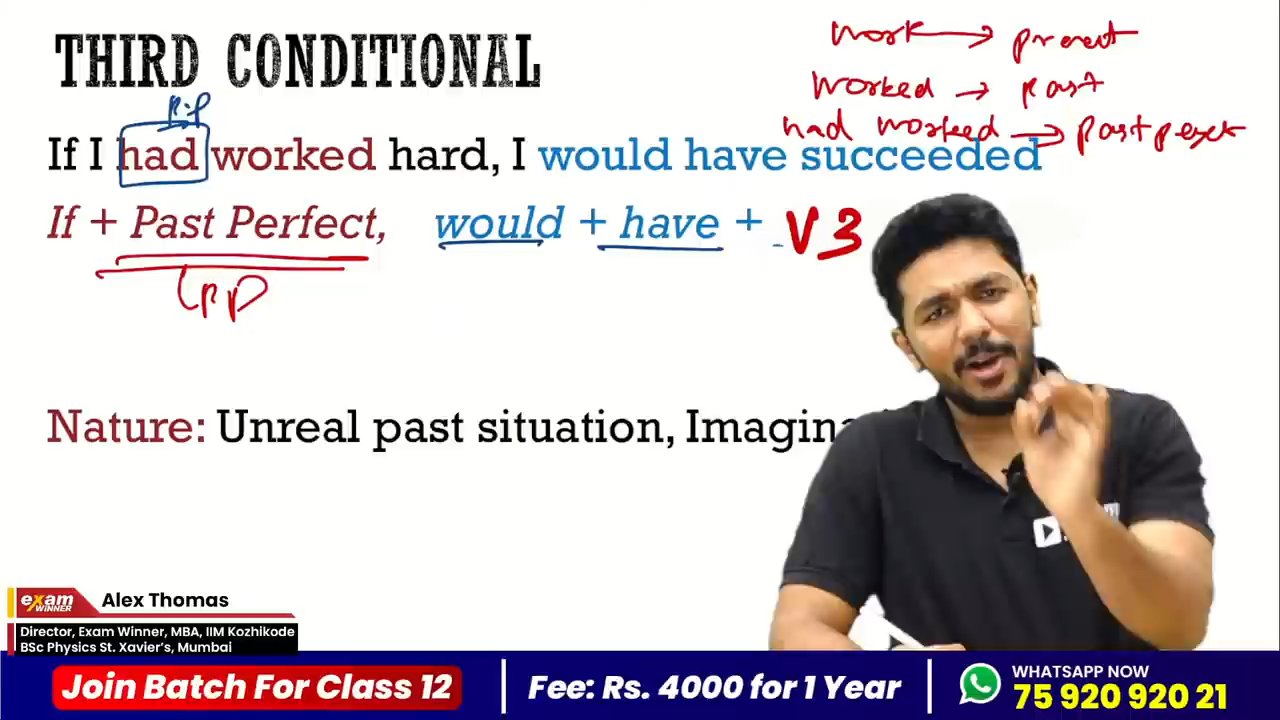 THIRD CONDITIONAL
work → present
worked → past
had worked → past perfect
p.p
If I had worked hard, I would have succeeded
If + Past Perfect, would + have + V3
pp
Nature: Unreal past situation, Imagina
exam WINNER
Alex Thomas
Director, Exam Winner, MBA, IIM Kozhikode
BSc Physics St. Xavier's, Mumbai
Join Batch For Class 12
Fee: Rs. 4000 for 1 Year
WHATSAPP NOW
75 920 920 21